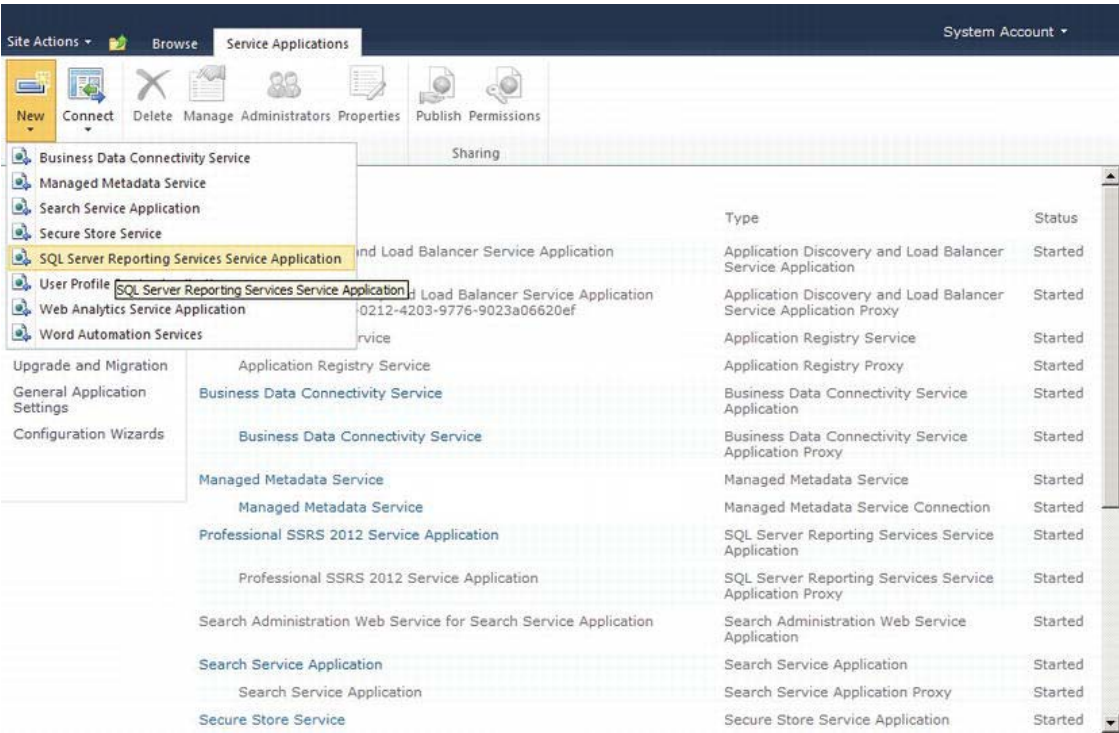 System Account
Site Actions Browse Service Applications
New Connect Delete Manage Administrators Properties Publish Permissions
Sharing
Business Data Connectivity Service
Managed Metadata Service
Search Service Application
Secure Store Service
SQL Server Reporting Services Service Application
User Profile
SQL Server Reporting Services Service Application
Web Analytics Service Application
Word Automation Services
Upgrade and Migration
General Application
Settings
Configuration Wizards
Type Status
and Load Balancer Service Application Application Discovery and Load Balancer Started
Service Application
d Load Balancer Service Application Application Discovery and Load Balancer Started
-0212-4203-9776-9023a06620ef Service Application Proxy
rvice Application Registry Service Started
Application Registry Service Application Registry Proxy Started
Business Data Connectivity Service Business Data Connectivity Service Started
Application
Business Data Connectivity Service Business Data Connectivity Service Started
Application Proxy
Managed Metadata Service Managed Metadata Service Started
Managed Metadata Service Managed Metadata Service Connection Started
Professional SSRS 2012 Service Application SQL Server Reporting Services Service Started
Application
Professional SSRS 2012 Service Application SQL Server Reporting Services Service Started
Application Proxy
Search Administration Web Service for Search Service Application Search Administration Web Service Started
Application
Search Service Application Search Service Application Started
Search Service Application Search Service Application Proxy Started
Secure Store Service Secure Store Service Application Started